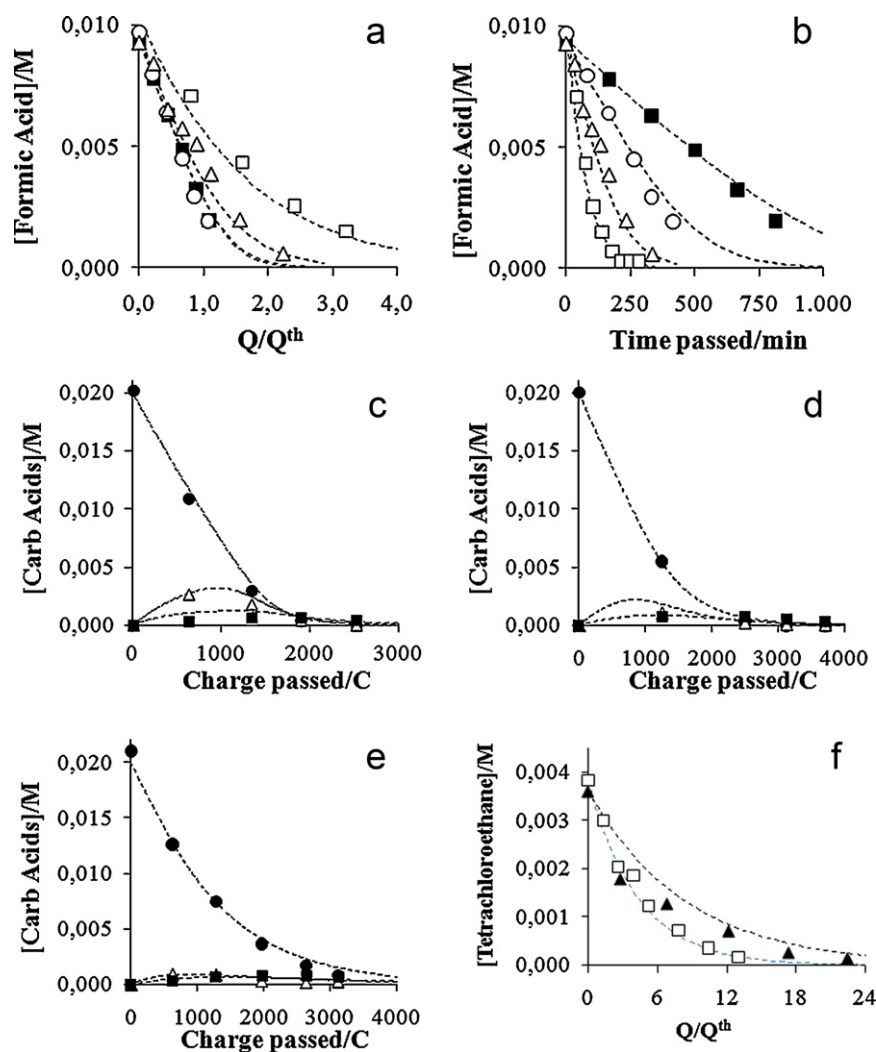 a
[Formic Acid]/M
0,010
0,005
0,000
0,0 1,0 2,0 3,0 4,0
Q/Qth
b
[Formic Acid]/M
0,010
0,005
0,000
0 250 500 750 1.000
Time passed/min
c
[Carb Acids]/M
0,020
0,015
0,010
0,005
0,000
0 1000 2000 3000
Charge passed/C
d
[Carb Acids]/M
0,020
0,015
0,010
0,005
0,000
0 1000 2000 3000 4000
Charge passed/C
e
[Carb Acids]/M
0,020
0,015
0,010
0,005
0,000
0 1000 2000 3000 4000
Charge passed/C
f
[Tetrachloroethane]/M
0,004
0,003
0,002
0,001
0,000
0 6 12 18 24
Q/Qth